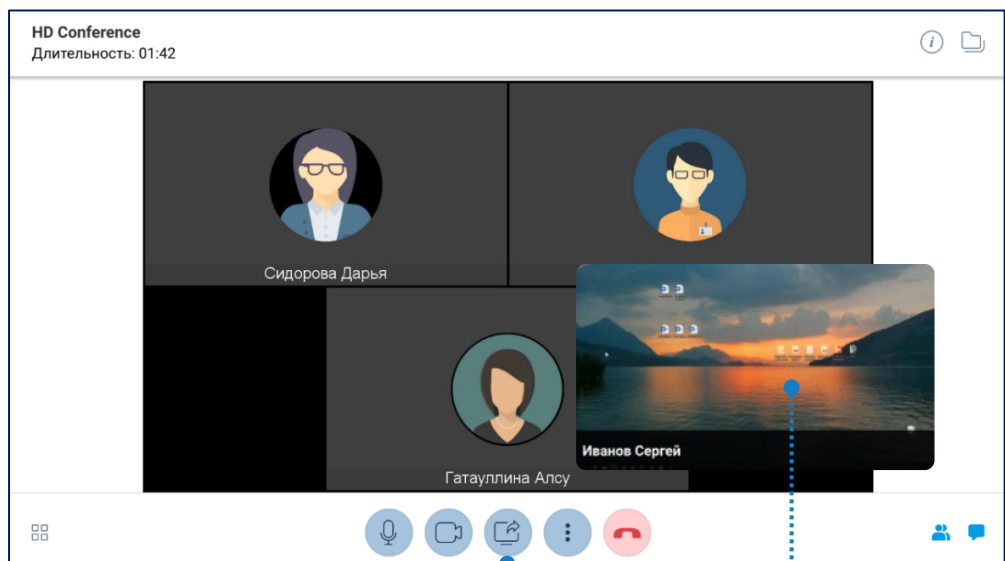 HD Conference
Длительность: 01:42
Сидорова Дарья
Иванов Сергей
Гатауллина Алсу